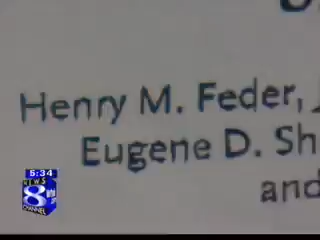 Henry M. Feder, J
Eugene D. Sh
and
5:34
NEWS
8
CHANNEL